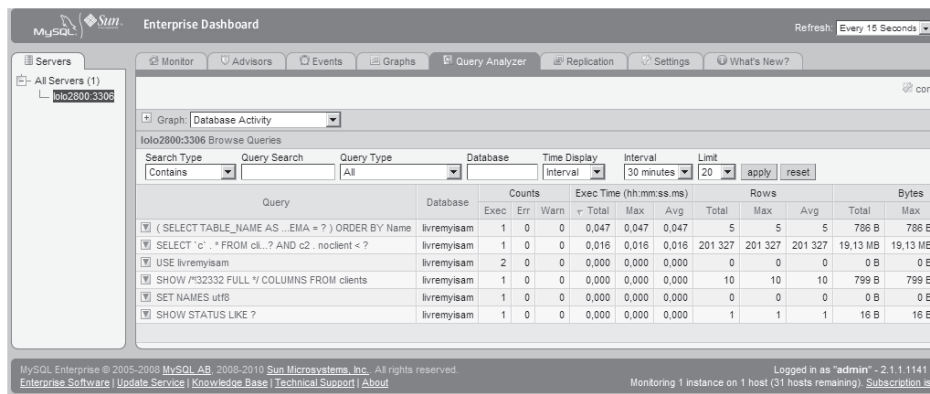 MySQL Sun Enterprise Dashboard Refresh: Every 15 Seconds
Servers Monitor Advisors Events Graphs Query Analyzer Replication Settings What's New?
All Servers (1)
lolo2800:3306
Graph: Database Activity
lolo2800:3306 Browse Queries
Search Type Query Search Query Type Database Time Display Interval Limit
Contains All Interval 30 minutes 20 apply reset
Query Database Counts Exec Time (hh:mm:ss.ms) Rows Bytes
Exec Err Warn Total Max Avg Total Max Avg Total Max
( SELECT TABLE_NAME AS ...EMA = ? ) ORDER BY Name livremyisam 1 0 0 0,047 0,047 0,047 5 5 5 786 B 786 B
SELECT `c` . * FROM cli...? AND c2 . noclient < ? livremyisam 1 0 0 0,016 0,016 0,016 201 327 201 327 201 327 19,13 MB 19,13 MB
USE livremyisam livremyisam 2 0 0 0,000 0,000 0,000 0 0 0 0 B 0 B
SHOW /*!32332 FULL */ COLUMNS FROM clients livremyisam 1 0 0 0,000 0,000 0,000 10 10 10 799 B 799 B
SET NAMES utf8 livremyisam 1 0 0 0,000 0,000 0,000 0 0 0 0 B 0 B
SHOW STATUS LIKE ? livremyisam 1 0 0 0,000 0,000 0,000 1 1 1 16 B 16 B
MySQL Enterprise © 2005-2008 MySQL AB, 2008-2010 Sun Microsystems, Inc.. All rights reserved. Logged in as "admin" - 2.1.1.1141
Enterprise Software | Update Service | Knowledge Base | Technical Support | About Monitoring 1 instance on 1 host (31 hosts remaining). Subscription is